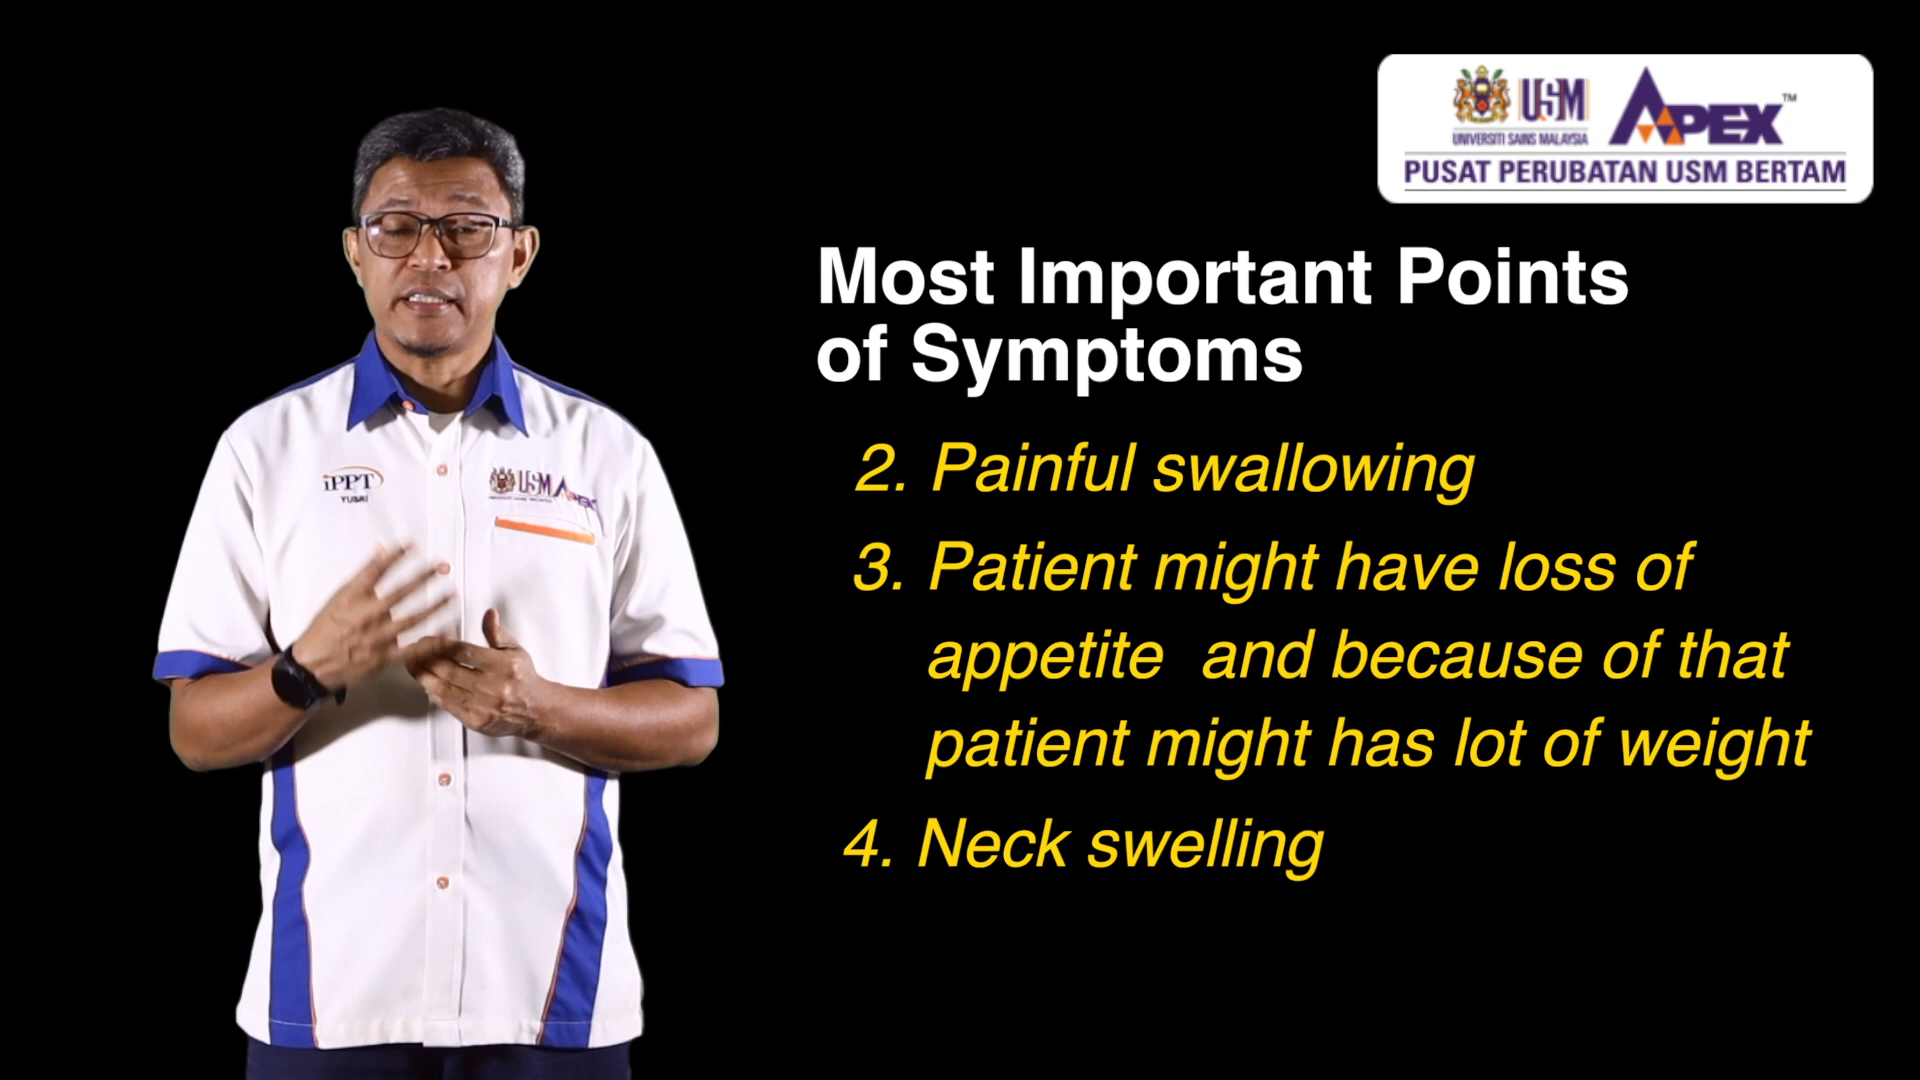 USM
UNIVERSITI SAINS MALAYSIA
APEX™
PUSAT PERUBATAN USM BERTAM
Most Important Points
of Symptoms
2. Painful swallowing
3. Patient might have loss of
appetite and because of that
patient might has lot of weight
4. Neck swelling
iPPT
YUSRI
USM APEX